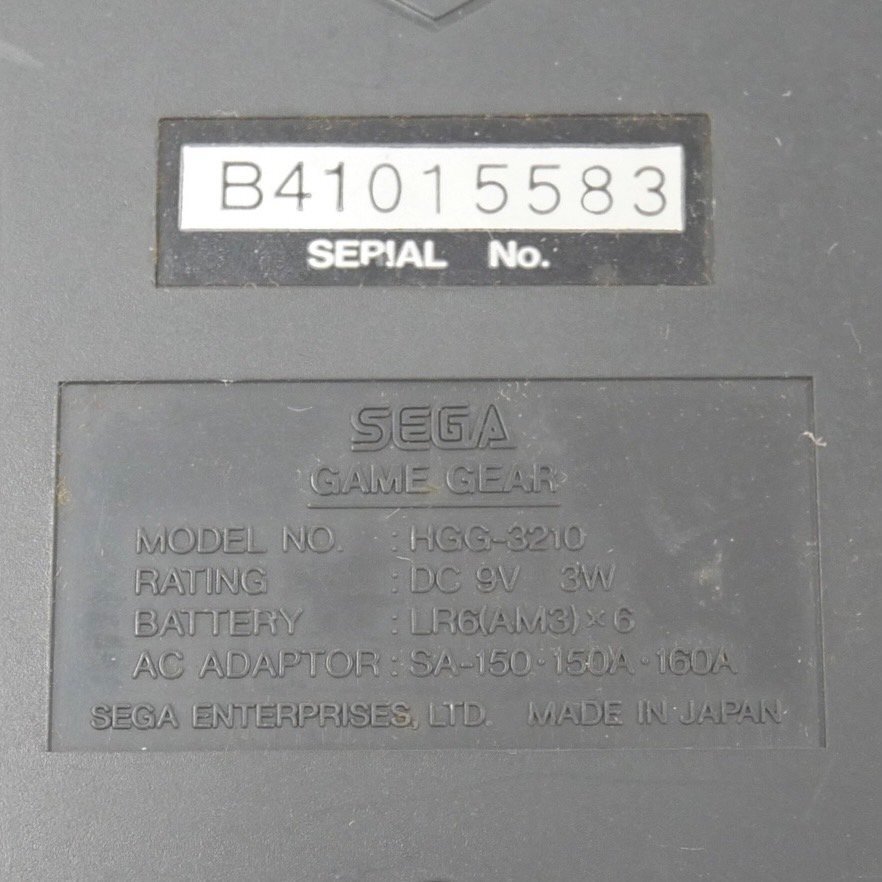 B41015583
SERIAL No.
SEGA
GAME GEAR
MODEL NO. : HGG-3210
RATING : DC 9V 3W
BATTERY : LR6(AM3)×6
AC ADAPTOR : SA-150·150A·160A
SEGA ENTERPRISES, LTD. MADE IN JAPAN